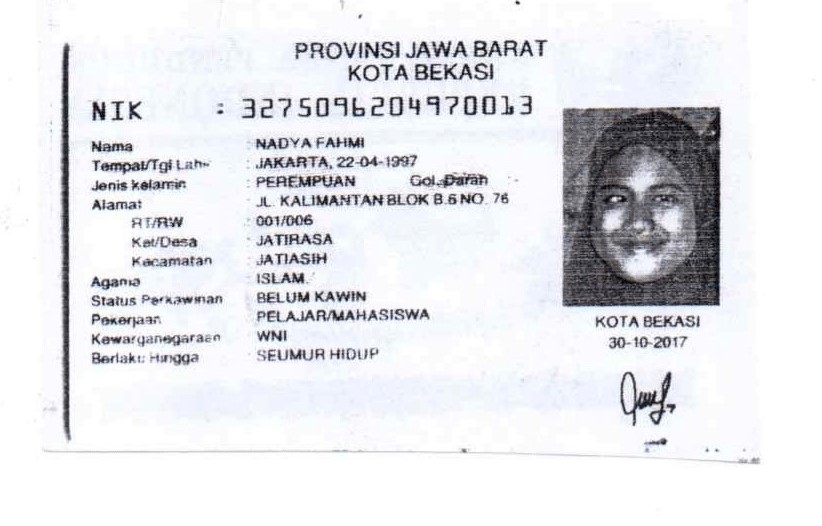 PROVINSI JAWA BARAT
KOTA BEKASI
NIK : 3275096204970013
Nama : NADYA FAHMI
Tempat/Tgl Lahir : JAKARTA, 22-04-1997
Jenis kelamin : PEREMPUAN Gol. Darah
Alamat : JL. KALIMANTAN BLOK B.6 NO. 76
RT/RW : 001/006
Kel/Desa : JATIRASA
Kecamatan : JATIASIH
Agama : ISLAM
Status Perkawinan : BELUM KAWIN
Pekerjaan : PELAJAR/MAHASISWA
Kewarganegaraan : WNI
Berlaku Hingga : SEUMUR HIDUP
KOTA BEKASI
30-10-2017